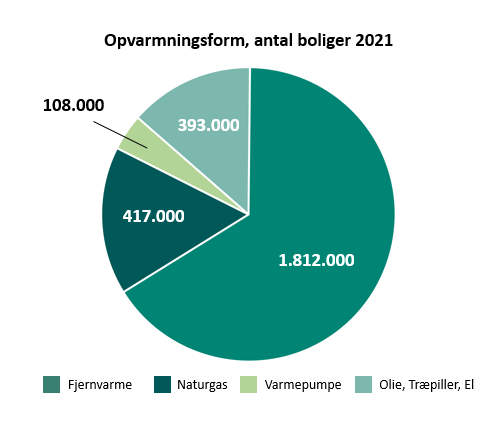 Opvarmningsform, antal boliger 2021
108.000
393.000
417.000
1.812.000
Fjernvarme Naturgas Varmepumpe Olie, Træpiller, El